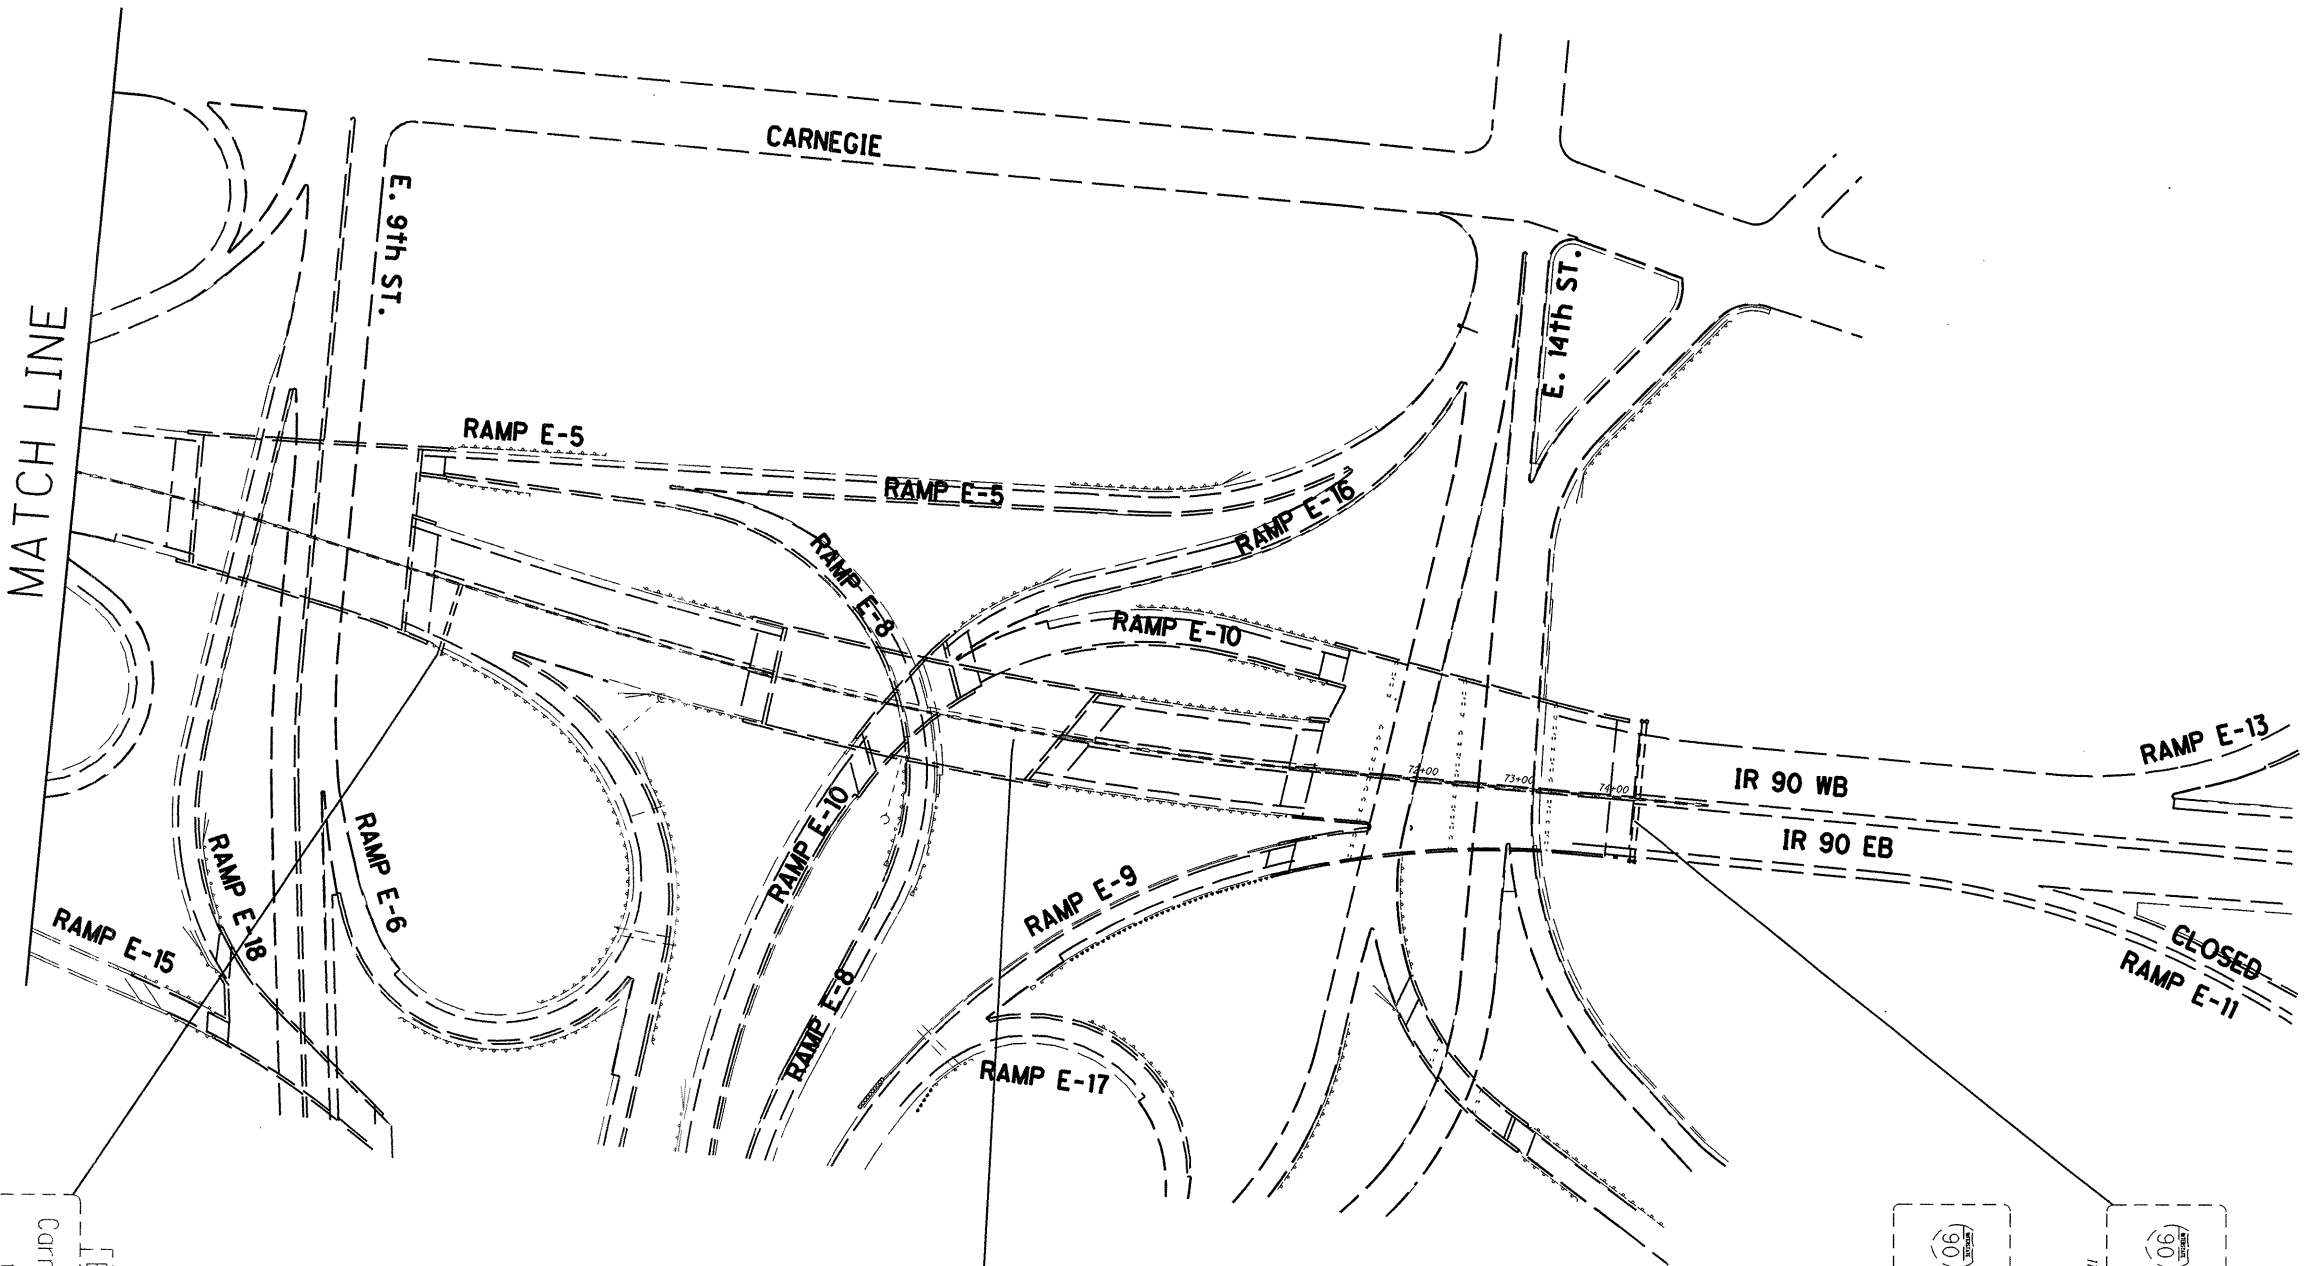 CARNEGIE
E. 9th ST.
E. 14th ST.
MATCH LINE
RAMP E-5
RAMP E-5
RAMP E-16
RAMP E-8
RAMP E-10
RAMP E-13
72+00
73+00
74+00
IR 90 WB
IR 90 EB
RAMP E-10
RAMP E-6
RAMP E-18
RAMP E-9
RAMP E-15
CLOSED
RAMP E-11
RAMP E-8
RAMP E-17
Carn
90
90